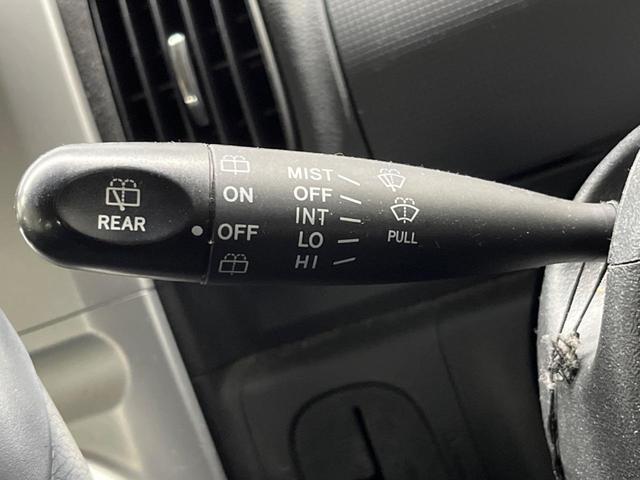 REAR
ON
OFF
MIST
OFF
INT
LO
HI
PULL